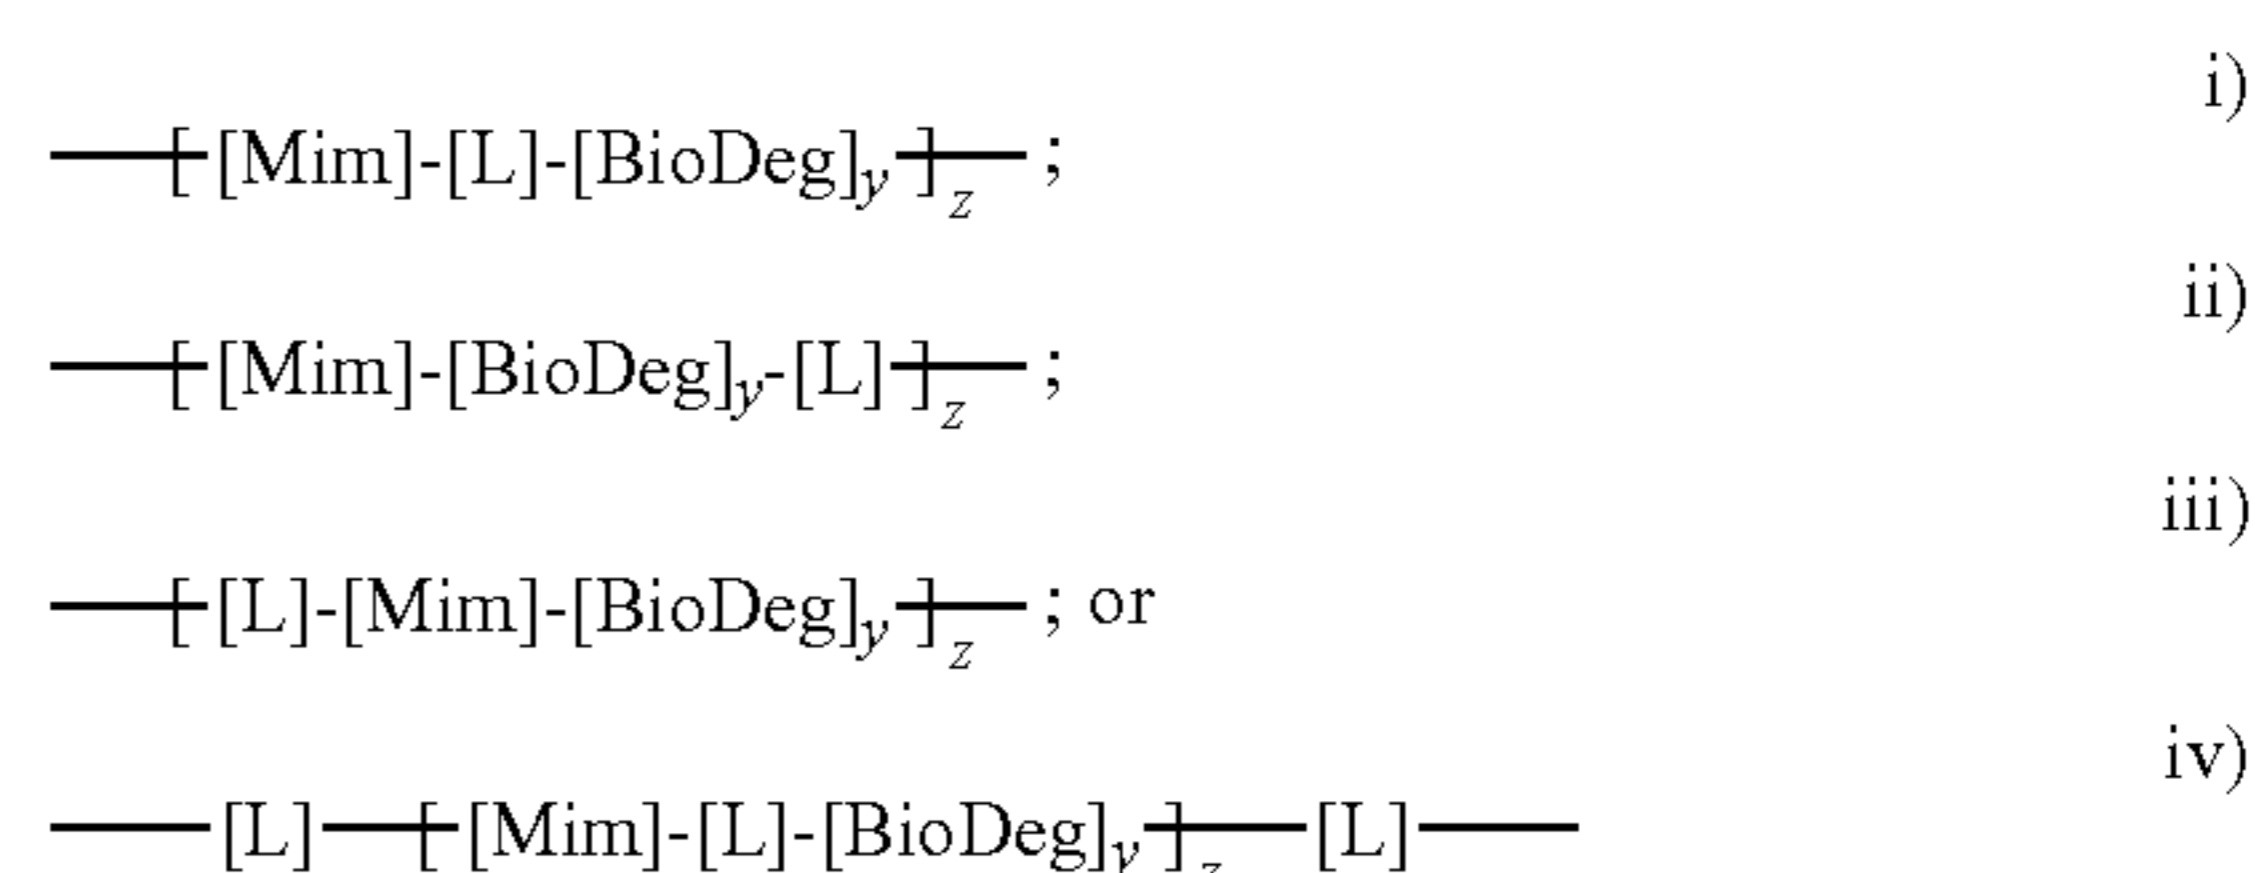 i)
[ [Mim]-[L]-[BioDeg]y ]z ;
ii)
[ [Mim]-[BioDeg]y-[L] ]z ;
iii)
[ [L]-[Mim]-[BioDeg]y ]z ; or
iv)
[L] [ [Mim]-[L]-[BioDeg]y ]z [L]